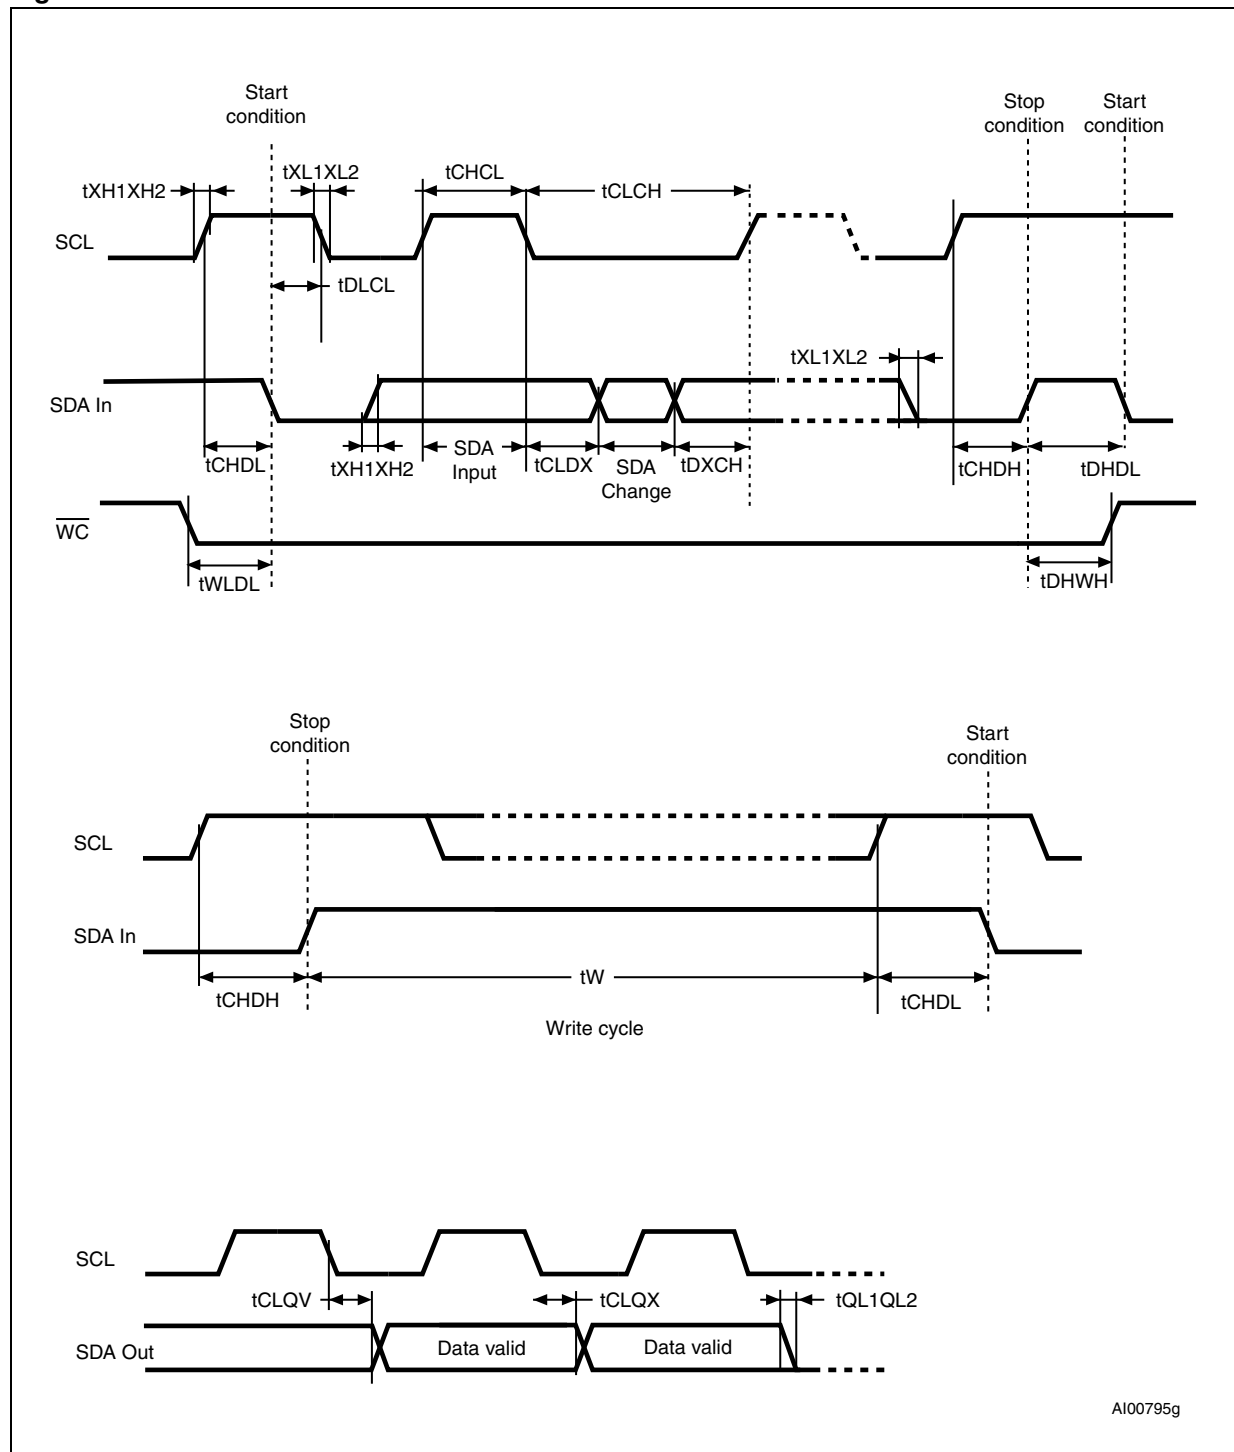 Start
condition
Stop
condition
Start
condition
tXH1XH2
tXL1XL2
tCHCL
tCLCH
SCL
tDLCL
tXL1XL2
SDA In
tCHDL
tXH1XH2
SDA
Input
tCLDX
SDA
Change
tDXCH
tCHDH
tDHDL
WC
tWLDL
tDHWH
Stop
condition
Start
condition
SCL
SDA In
tCHDH
tW
tCHDL
Write cycle
SCL
tCLQV
tCLQX
tQL1QL2
SDA Out
Data valid
Data valid
AI00795g